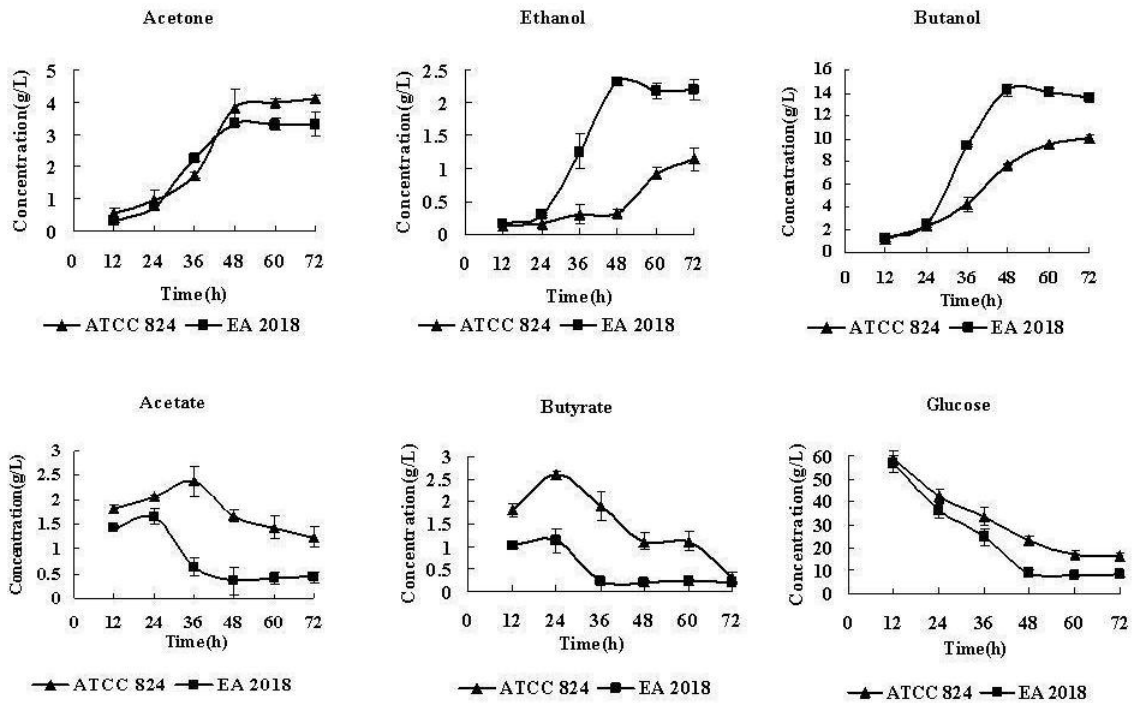 Acetone
Concentration(g/L)
5
4
3
2
1
0
0 12 24 36 48 60 72
Time(h)
ATCC 824 EA 2018
Ethanol
Concentration(g/L)
2.5
2
1.5
1
0.5
0
0 12 24 36 48 60 72
Time(h)
ATCC 824 EA 2018
Butanol
Concentration(g/L)
16
14
12
10
8
6
4
2
0
0 12 24 36 48 60 72
Time(h)
ATCC 824 EA 2018
Acetate
Concentration(g/L)
3
2.5
2
1.5
1
0.5
0
0 12 24 36 48 60 72
Time(h)
ATCC 824 EA 2018
Butyrate
Concentration(g/L)
3
2.5
2
1.5
1
0.5
0
0 12 24 36 48 60 72
Time(h)
ATCC 824 EA 2018
Glucose
Concentration(g/L)
60
50
40
30
20
10
0
0 12 24 36 48 60 72
Time(h)
ATCC 824 EA 2018